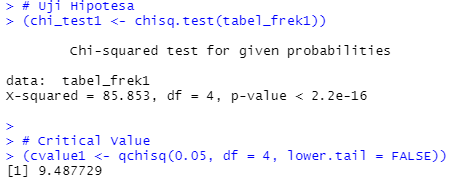 > # Uji Hipotesa
> (chi_test1 <- chisq.test(tabel_frek1))
Chi-squared test for given probabilities
data:  tabel_frek1
X-squared = 85.853, df = 4, p-value < 2.2e-16
>
> # Critical Value
> (cvalue1 <- qchisq(0.05, df = 4, lower.tail = FALSE))
[1] 9.487729